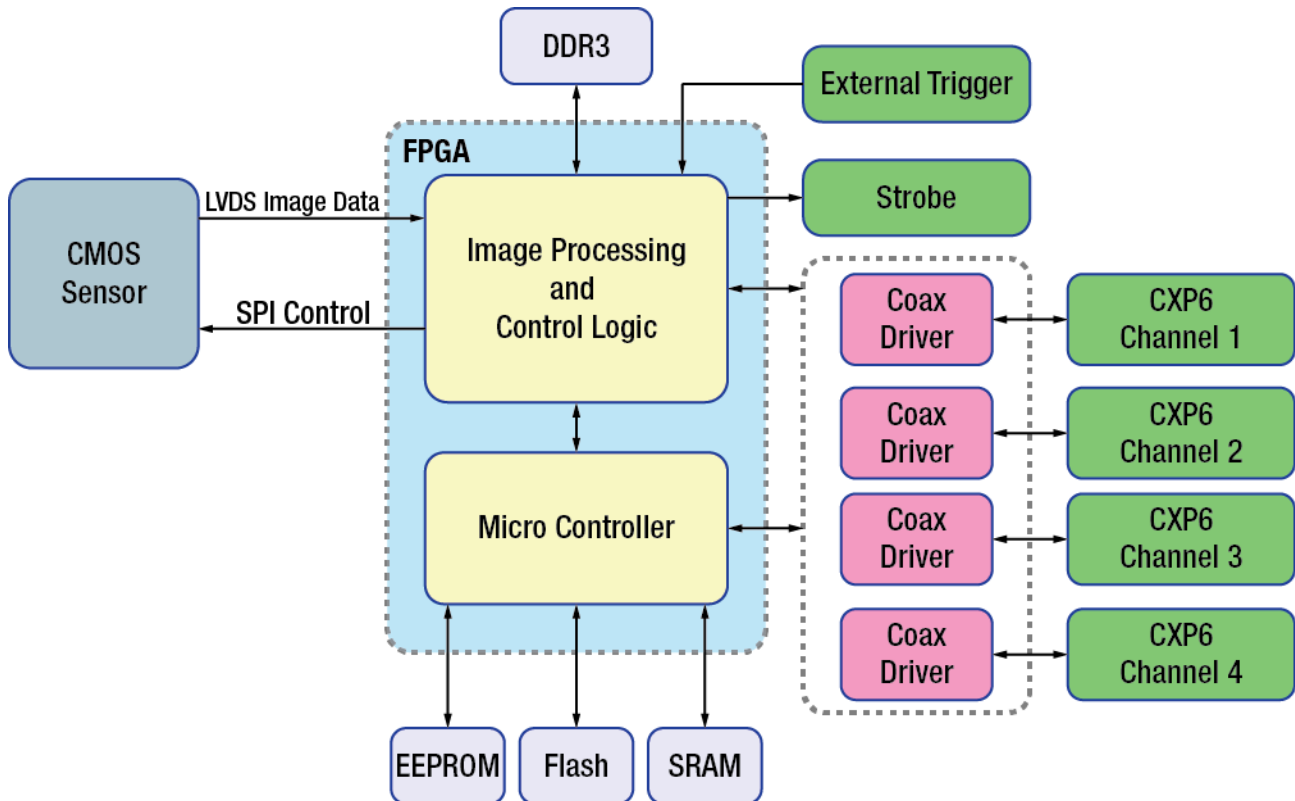 DDR3
External Trigger
FPGA
Strobe
LVDS Image Data
CMOS
Sensor
SPI Control
Image Processing
and
Control Logic
Micro Controller
Coax
Driver
CXP6
Channel 1
Coax
Driver
CXP6
Channel 2
Coax
Driver
CXP6
Channel 3
Coax
Driver
CXP6
Channel 4
EEPROM
Flash
SRAM